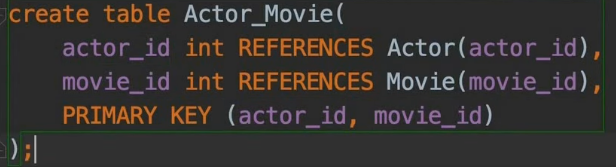 create table Actor_Movie(
    actor_id int REFERENCES Actor(actor_id),
    movie_id int REFERENCES Movie(movie_id),
    PRIMARY KEY (actor_id, movie_id)
);